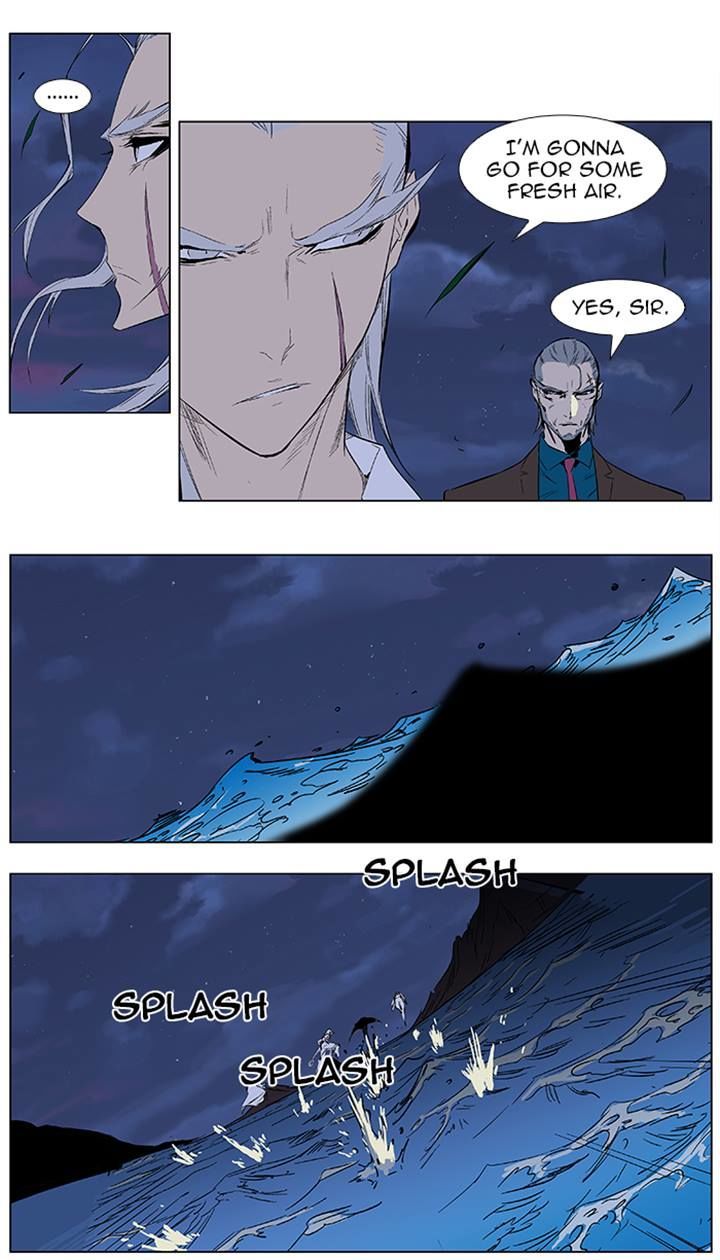 ......
I'M GONNA
GO FOR SOME
FRESH AIR.
YES, SIR.
SPLASH
SPLASH
SPLASH